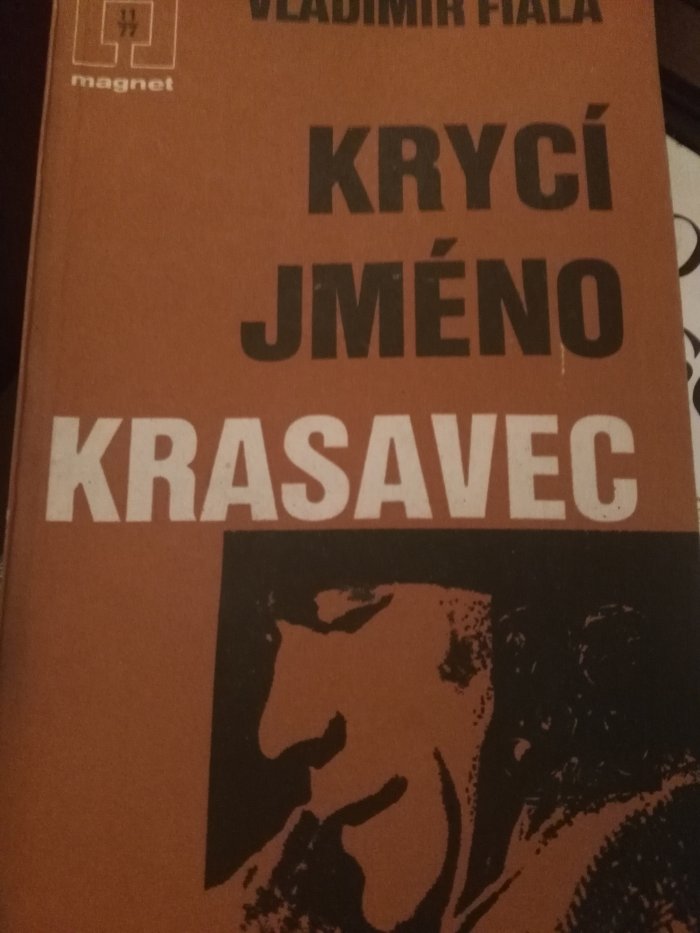 11
77
magnet
VLADIMÍR FIALA
KRYCÍ
JMÉNO
KRASAVEC